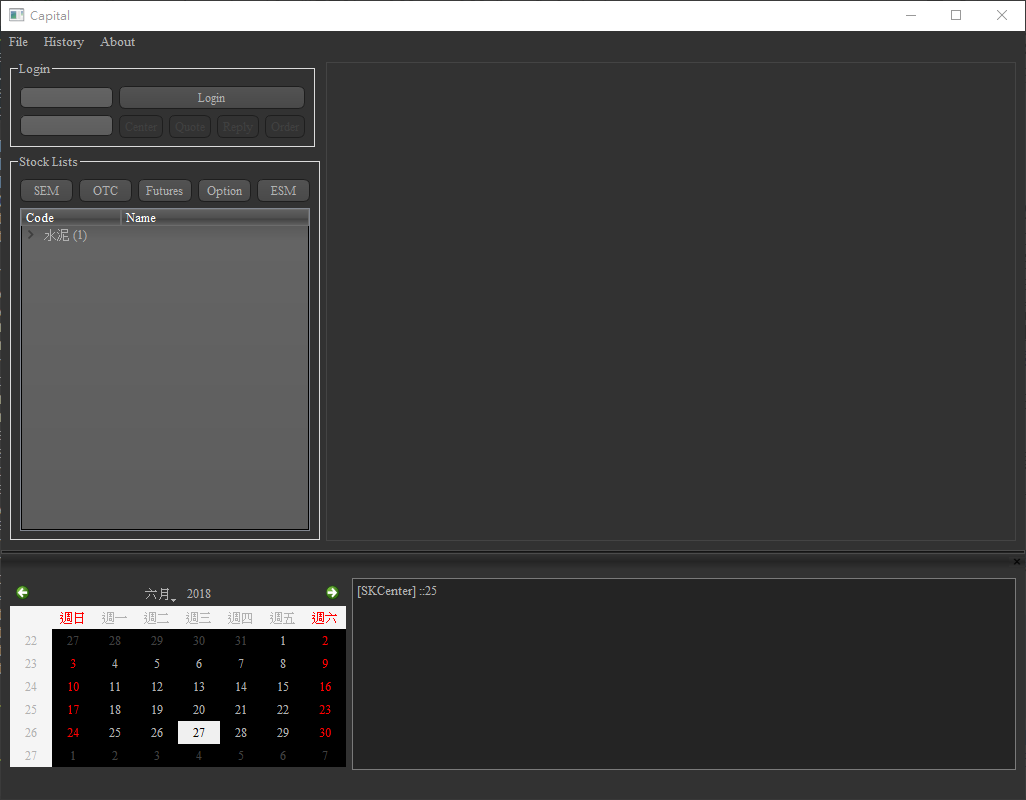 Capital
File History About
Login
Login
Center Quote Reply Order
Stock Lists
SEM OTC Futures Option ESM
Code Name
水泥 (1)
六月, 2018
週日 週一 週二 週三 週四 週五 週六
22 27 28 29 30 31 1 2
23 3 4 5 6 7 8 9
24 10 11 12 13 14 15 16
25 17 18 19 20 21 22 23
26 24 25 26 27 28 29 30
27 1 2 3 4 5 6 7
[SKCenter] ::25